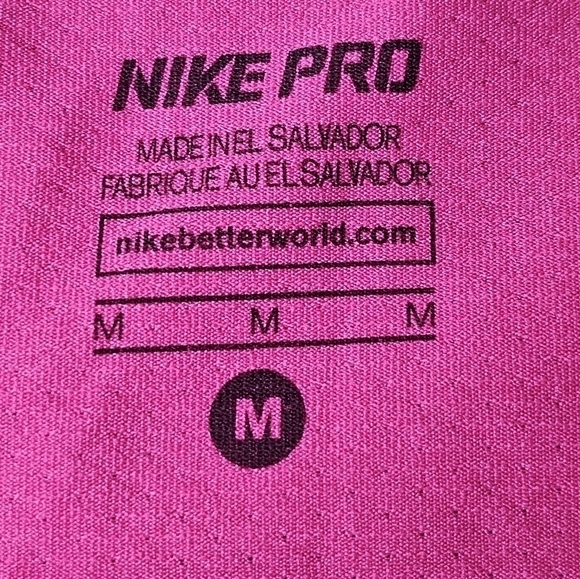 NIKE PRO
MADE IN EL SALVADOR
FABRIQUE AU EL SALVADOR
nikebetterworld.com
M M M
M